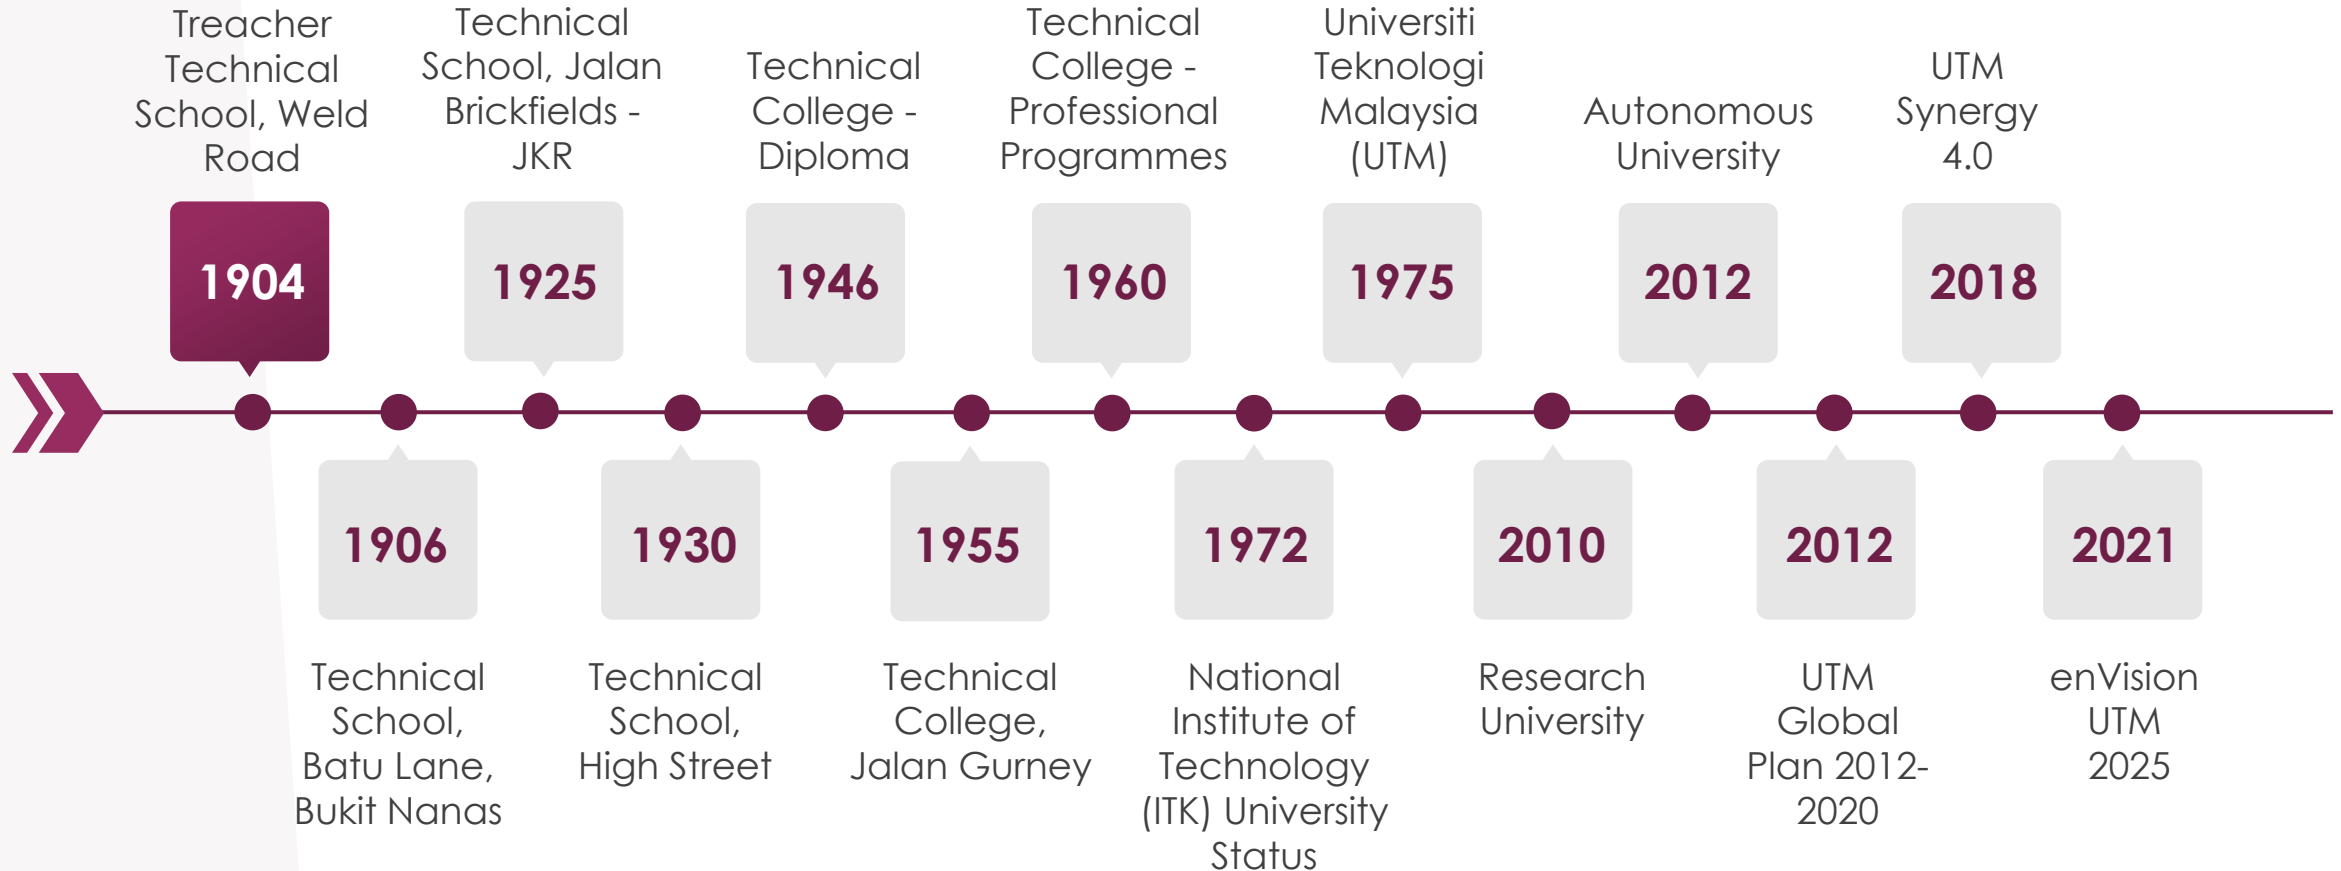 Treacher
Technical
School, Weld
Road
1904
1906
Technical
School,
Batu Lane,
Bukit Nanas
Technical
School, Jalan
Brickfields -
JKR
1925
1930
Technical
School,
High Street
Technical
College -
Diploma
1946
1955
Technical
College,
Jalan Gurney
Technical
College -
Professional
Programmes
1960
1972
National
Institute of
Technology
(ITK) University
Status
Universiti
Teknologi
Malaysia
(UTM)
1975
2010
Research
University
Autonomous
University
2012
2012
UTM
Global
Plan 2012-
2020
UTM
Synergy
4.0
2018
2021
enVision
UTM
2025